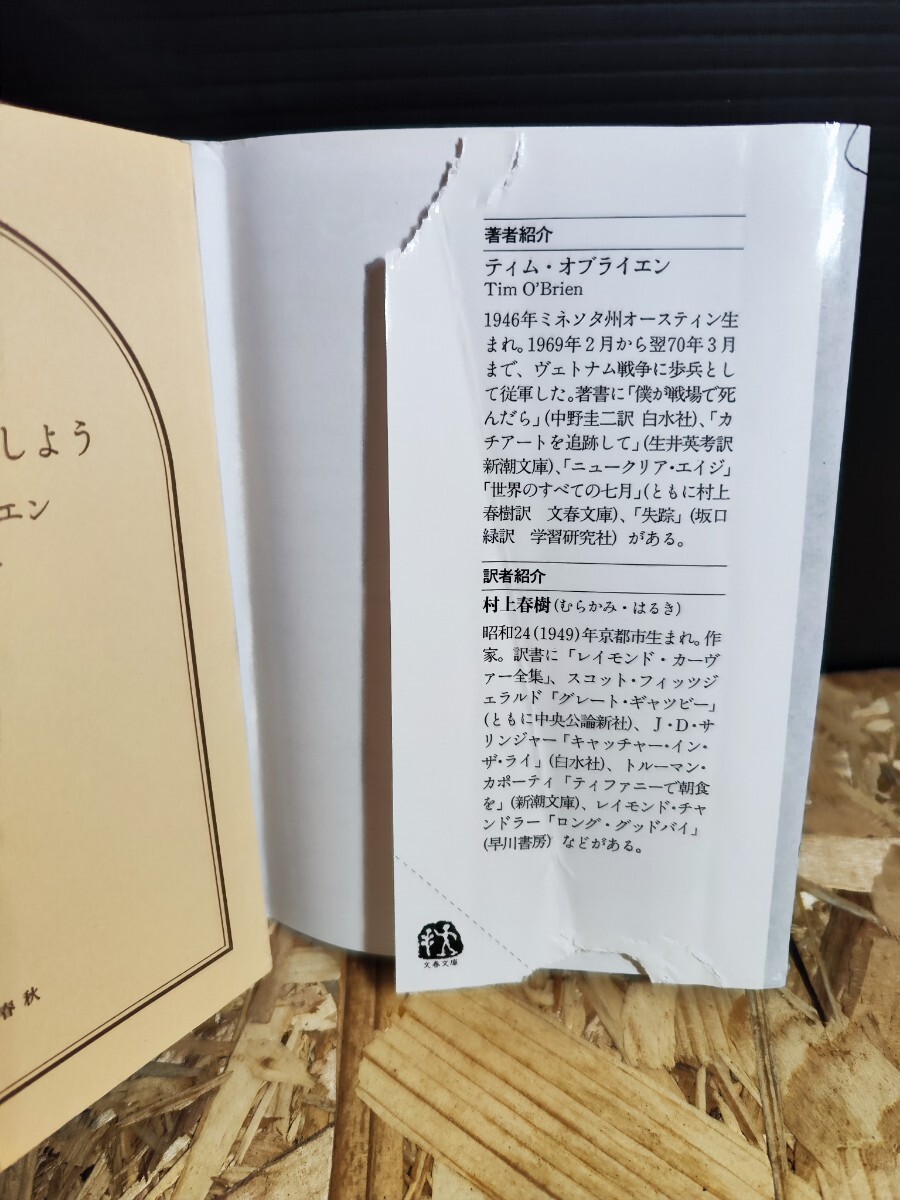 しよう
エン
春秋
著者紹介
ティム・オブライエン
Tim O'Brien
1946年ミネソタ州オースティン生
まれ。1969年2月から翌70年3月
まで、ヴェトナム戦争に歩兵とし
て従軍した。著書に「僕が戦場で死
んだら」(中野圭二訳 白水社)、「カ
チアートを追跡して」(生井英考訳
新潮文庫)、「ニュークリア・エイジ」
「世界のすべての七月」(ともに村上
春樹訳　文春文庫)、「失踪」(坂口
緑訳　学習研究社) がある。
訳者紹介
村上春樹(むらかみ・はるき)
昭和24(1949)年京都市生まれ。作
家。訳書に「レイモンド・カーヴ
ァー全集」、スコット・フィッツジ
ェラルド「グレート・ギャツビー」
(ともに中央公論新社)、J・D・サ
リンジャー「キャッチャー・イン・
ザ・ライ」(白水社)、トルーマン・
カポーティ「ティファニーで朝食
を」(新潮文庫)、レイモンド・チャ
ンドラー「ロング・グッドバイ」
(早川書房) などがある。
文春文庫